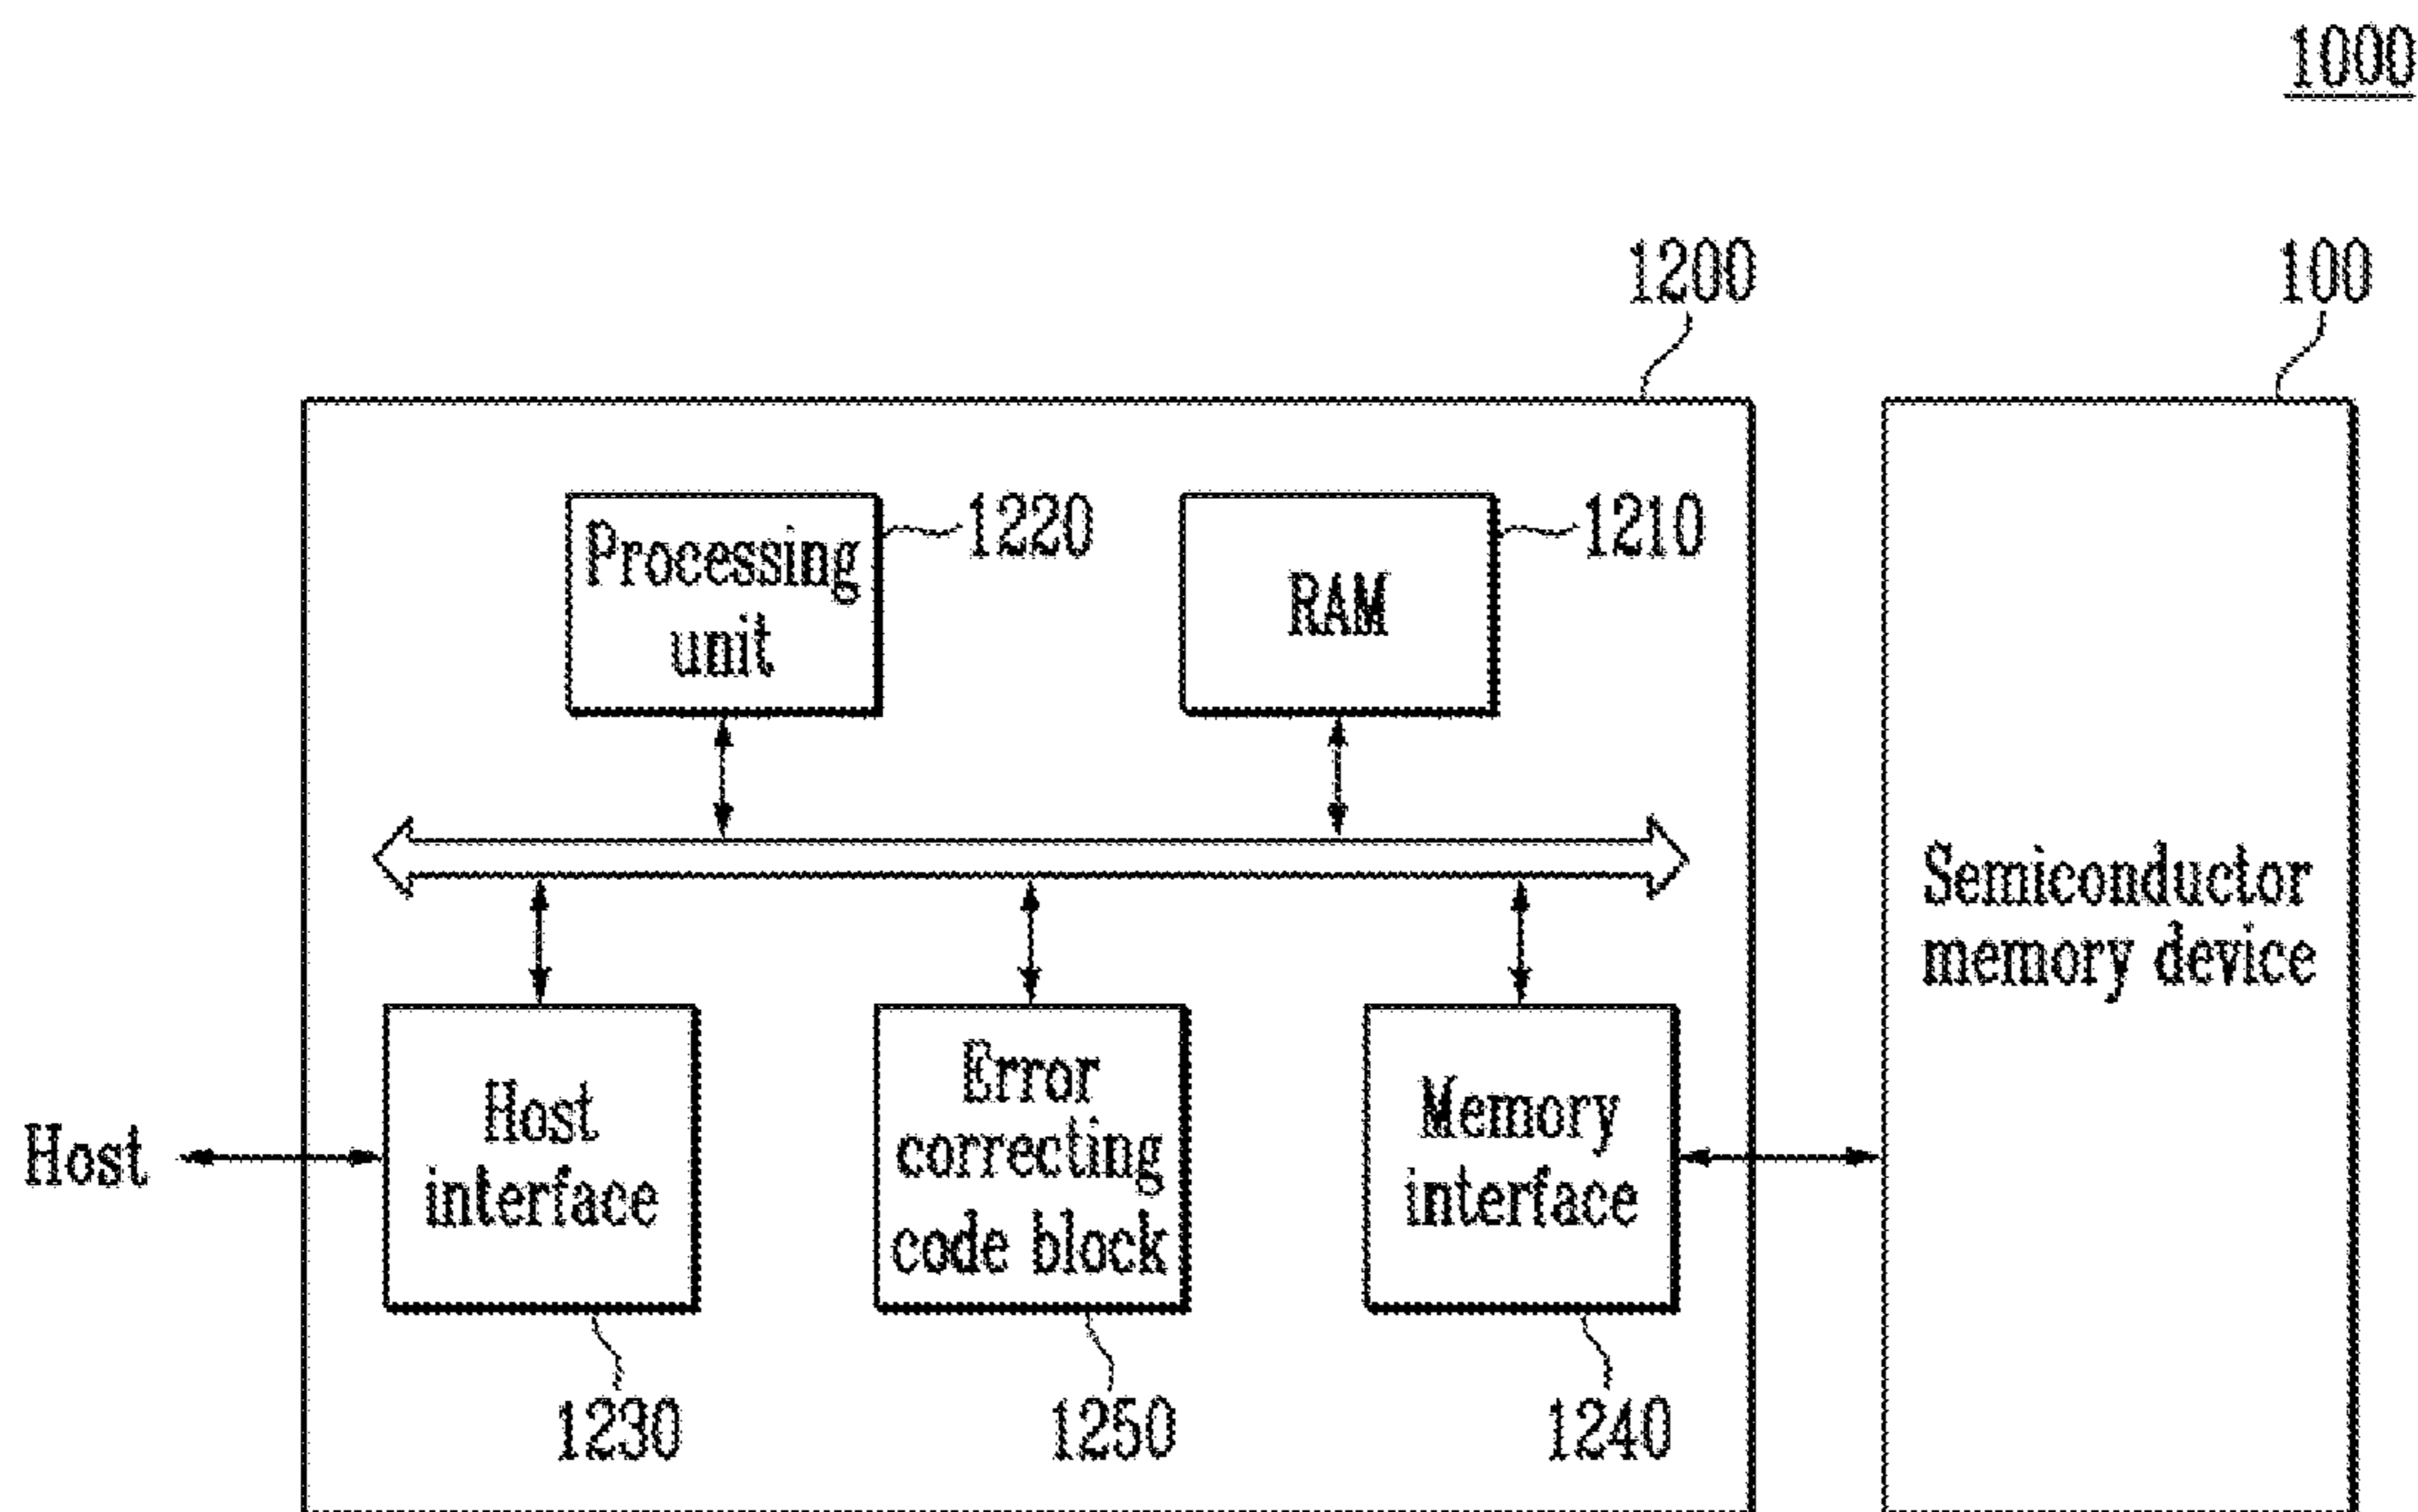 1000
1200
100
Processing
unit
1220
RAM
1210
Semiconductor
memory device
Host
Host
interface
Error
correcting
code block
Memory
interface
1230
1250
1240